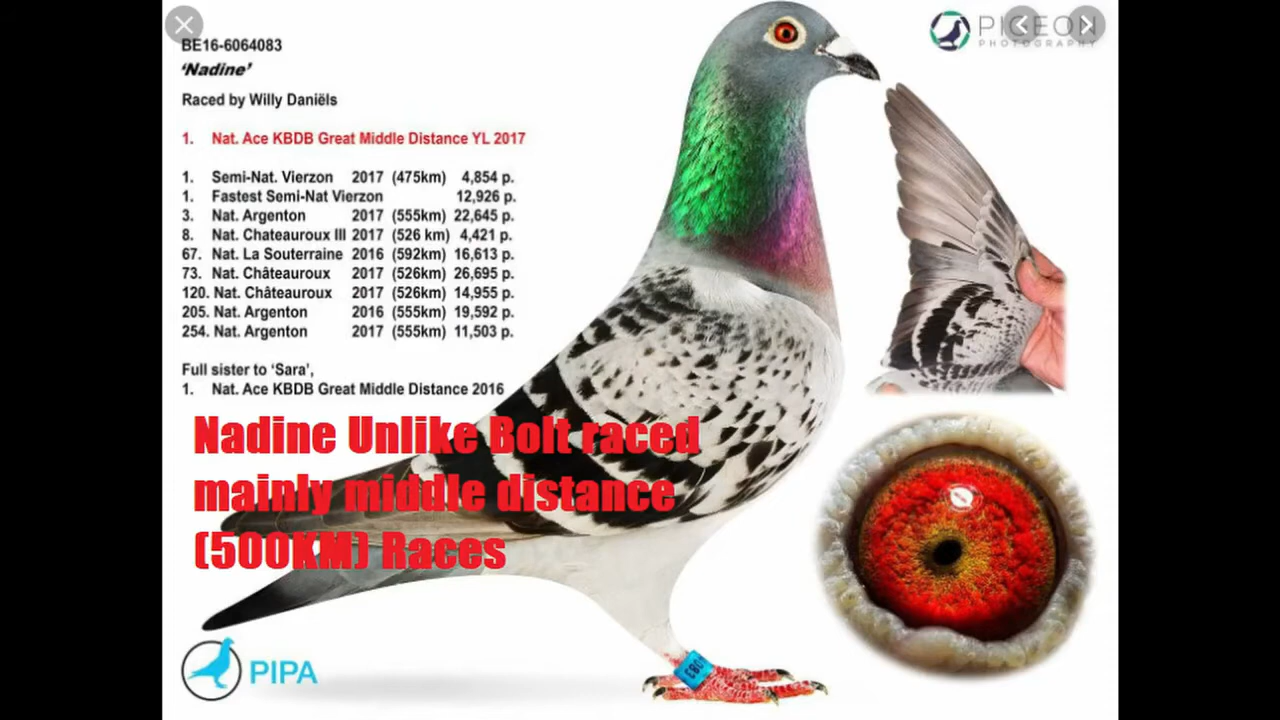 BE16-6064083
'Nadine'
Raced by Willy Daniëls
1. Nat. Ace KBDB Great Middle Distance YL 2017
1. Semi-Nat. Vierzon 2017 (475km) 4,854 p.
1. Fastest Semi-Nat Vierzon 12,926 p.
3. Nat. Argenton 2017 (555km) 22,645 p.
8. Nat. Chateauroux III 2017 (526 km) 4,421 p.
67. Nat. La Souterraine 2016 (592km) 16,613 p.
73. Nat. Châteauroux 2017 (526km) 26,695 p.
120. Nat. Châteauroux 2017 (526km) 14,955 p.
205. Nat. Argenton 2016 (555km) 19,592 p.
254. Nat. Argenton 2017 (555km) 11,503 p.
Full sister to 'Sara',
1. Nat. Ace KBDB Great Middle Distance 2016
Nadine Unlike Bolt raced
mainly middle distance
(500KM) Races
PIPA
PIGEON
PHOTOGRAPHY
083